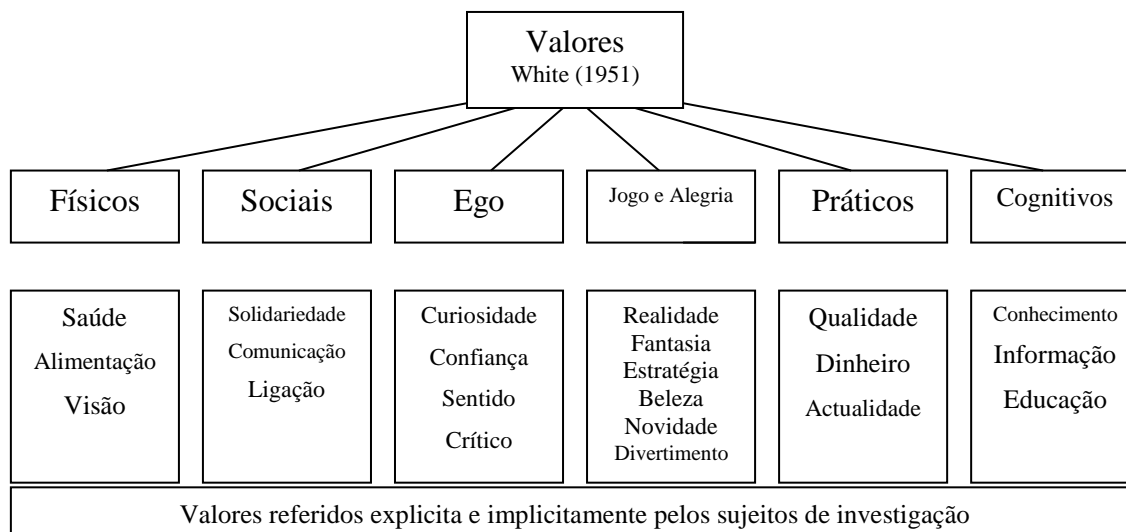 Valores
White (1951)
Físicos
Sociais
Ego
Jogo e Alegria
Práticos
Cognitivos
Saúde
Alimentação
Visão
Solidariedade
Comunicação
Ligação
Curiosidade
Confiança
Sentido
Crítico
Realidade
Fantasia
Estratégia
Beleza
Novidade
Divertimento
Qualidade
Dinheiro
Actualidade
Conhecimento
Informação
Educação
Valores referidos explicita e implicitamente pelos sujeitos de investigação